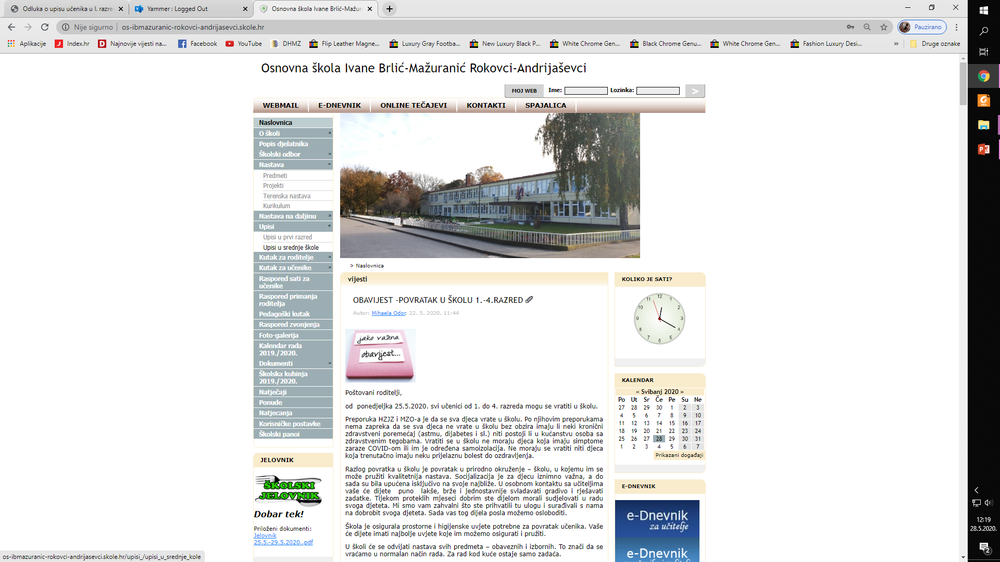 Odluka o upisu učenika u I. razre
Yammer : Logged Out
Osnovna škola Ivane Brlić-Mažura
Nije sigurno
os-ibmazuranic-rokovci-andrijasevci.skole.hr
Pauzirano
Aplikacije
Index.hr
Najnovije vijesti na...
Facebook
YouTube
DHMZ
Flip Leather Magne...
Luxury Gray Footba...
New Luxury Black P...
White Chrome Gen...
Black Chrome Genu...
White Chrome Gen...
Fashion Luxury Desi...
»
Druge oznake
Osnovna škola Ivane Brlić-Mažuranić Rokovci-Andrijaševci
MOJ WEB Ime: Lozinka: >
WEBMAIL
E-DNEVNIK
ONLINE TEČAJEVI
KONTAKTI
SPAJALICA
Naslovnica
O školi
Popis djelatnika
Školski odbor
Nastava
Predmeti
Projekti
Terenska nastava
Kurikulum
Nastava na daljinu
Upisi
Upisi u prvi razred
Upisi u srednje škole
Kutak za roditelje
Kutak za učenike
Raspored sati za
učenike
Raspored primanja
roditelja
Pedagoški kutak
Raspored zvonjenja
Foto-galerija
Kalendar rada
2019./2020.
Dokumenti
Školska kuhinja
2019./2020.
Natječaji
Ponude
Natjecanja
Korisničke postavke
Školski panoi
JELOVNIK
ŠKOLSKI
JELOVNIK
Dobar tek!
Priloženi dokumenti:
Jelovnik
25.5.-29.5.2020..pdf
> Naslovnica
vijesti
OBAVIJEST -POVRATAK U ŠKOLU 1.-4.RAZRED
Autor: Mihaela Odor, 22. 5. 2020. 11:44
jako važna
obavijest...
Poštovani roditelji,
od ponedjeljka 25.5.2020. svi učenici od 1. do 4. razreda mogu se vratiti u školu.
Preporuka HZJZ i MZO-a je da se sva djeca vrate u školu. Po njihovim preporukama
nema zapreka da se sva djeca ne vrate u školu bez obzira imaju li neki kronični
zdravstveni poremećaj (astmu, dijabetes i sl.) niti postoji li u kućanstvu osoba sa
zdravstvenim tegobama. Vratiti se u školu ne moraju djeca koja imaju simptome
zaraze COVID-om ili im je određena samoizolacija. Ne moraju se vratiti niti djeca
koja trenutačno imaju neku prijelaznu bolest do ozdravljenja.
Razlog povratka u školu je povratak u prirodno okruženje – školu, u kojemu im se
može pružiti kvalitetnija nastava. Socijalizacija je za djecu iznimno važna, a do
sada su bila upućena isključivo na svoje najbliže. U osobnom kontaktu sa učiteljima
vaše će dijete puno lakše, brže i jednostavnije svladavati gradivo i rješavati
zadatke. Tijekom proteklih mjeseci dobrim ste dijelom morali sudjelovati u radu
svoga djeteta. Mi smo vam zahvalni što ste prihvatili tu ulogu i surađivali s nama
na dobrobit svoga djeteta. Sada vas tog dijela posla možemo osloboditi.
Škola je osigurala prostorne i higijenske uvjete potrebne za povratak učenika. Vaše
će dijete imati najbolje uvjete koje im možemo osigurati i pružiti.
U školi će se odvijati nastava svih predmeta – obaveznih i izbornih. To znači da se
vraćamo u normalan način rada. Za rad kod kuće ostaje samo zadaća.
KOLIKO JE SATI?
12
1
2
3
4
5
6
7
8
9
10
11
KALENDAR
« Svibanj 2020 »
Po Ut Sr Če Pe Su Ne
27 28 29 30 1 2 3
4 5 6 7 8 9 10
11 12 13 14 15 16 17
18 19 20 21 22 23 24
25 26 27 28 29 30 31
1 2 3 4 5 6 7
Prikazani događaji
E-DNEVNIK
e-Dnevnik
za učitelje
e-Dnevnik
os-ibmazuranic-rokovci-andrijasevci.skole.hr/upisi_/upisi_u_srednje_kole
12:19
28.5.2020.
2